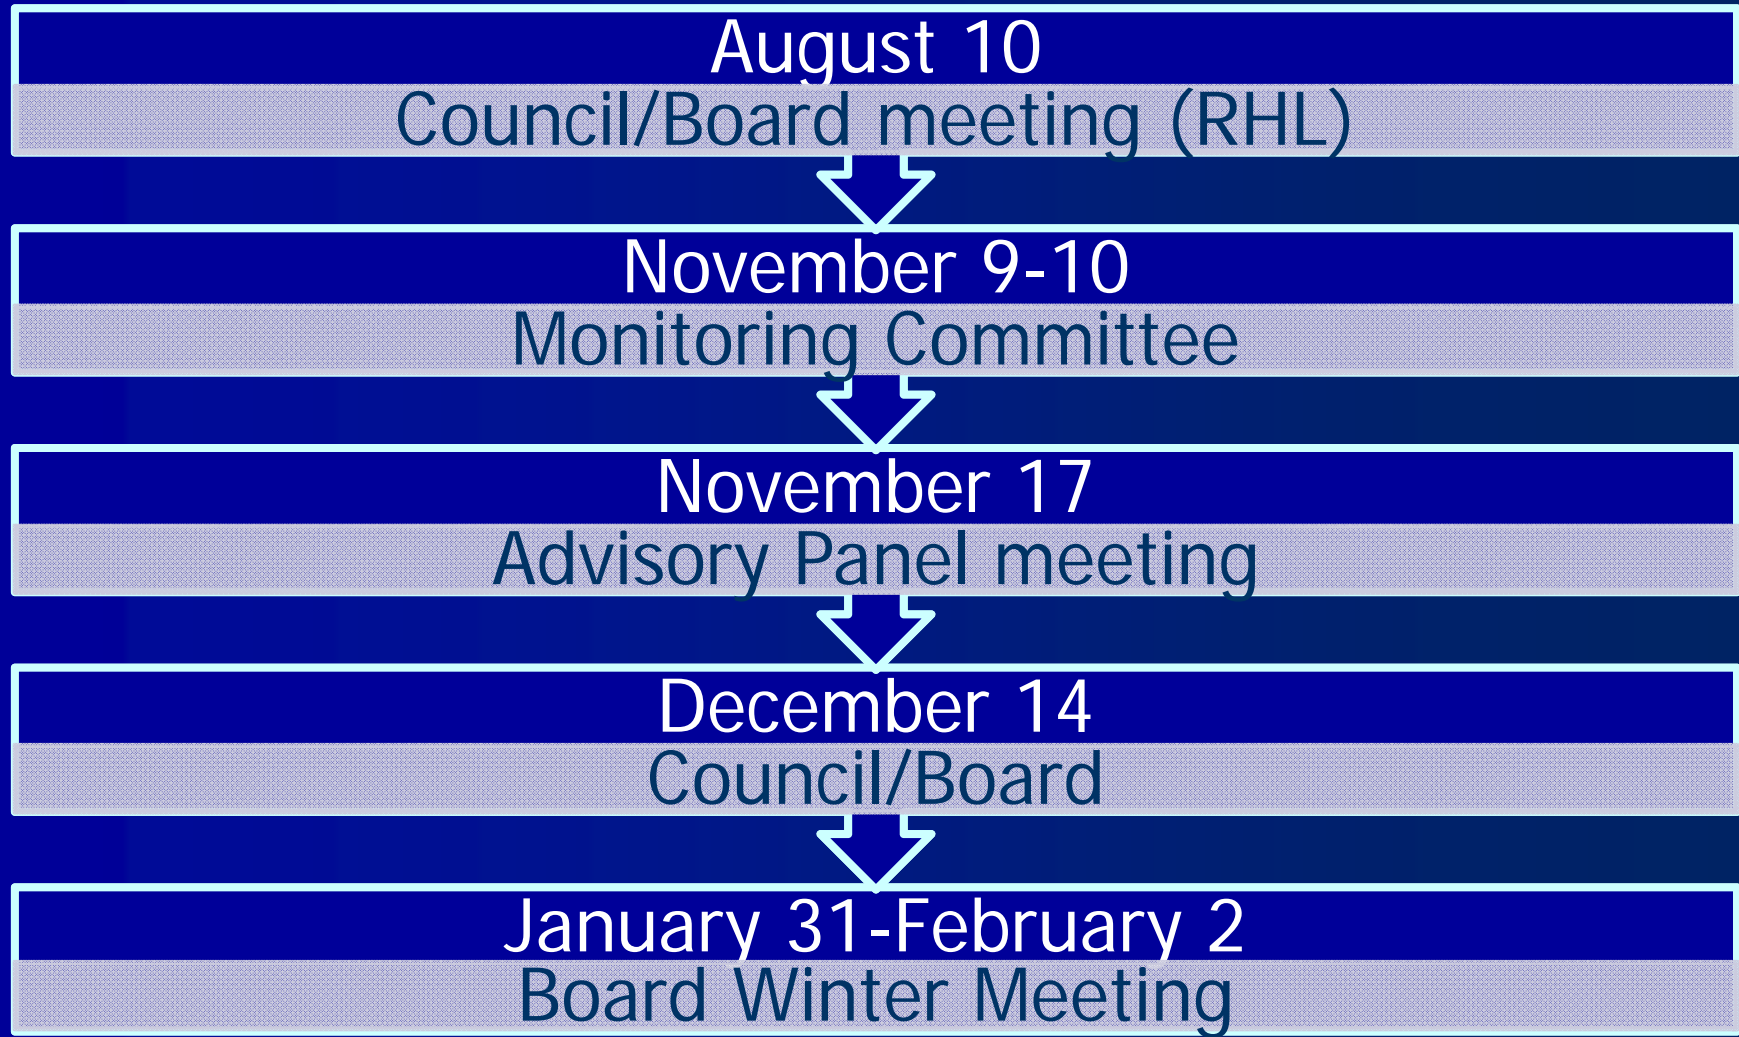 August 10
Council/Board meeting (RHL)
November 9-10
Monitoring Committee
November 17
Advisory Panel meeting
December 14
Council/Board
January 31-February 2
Board Winter Meeting